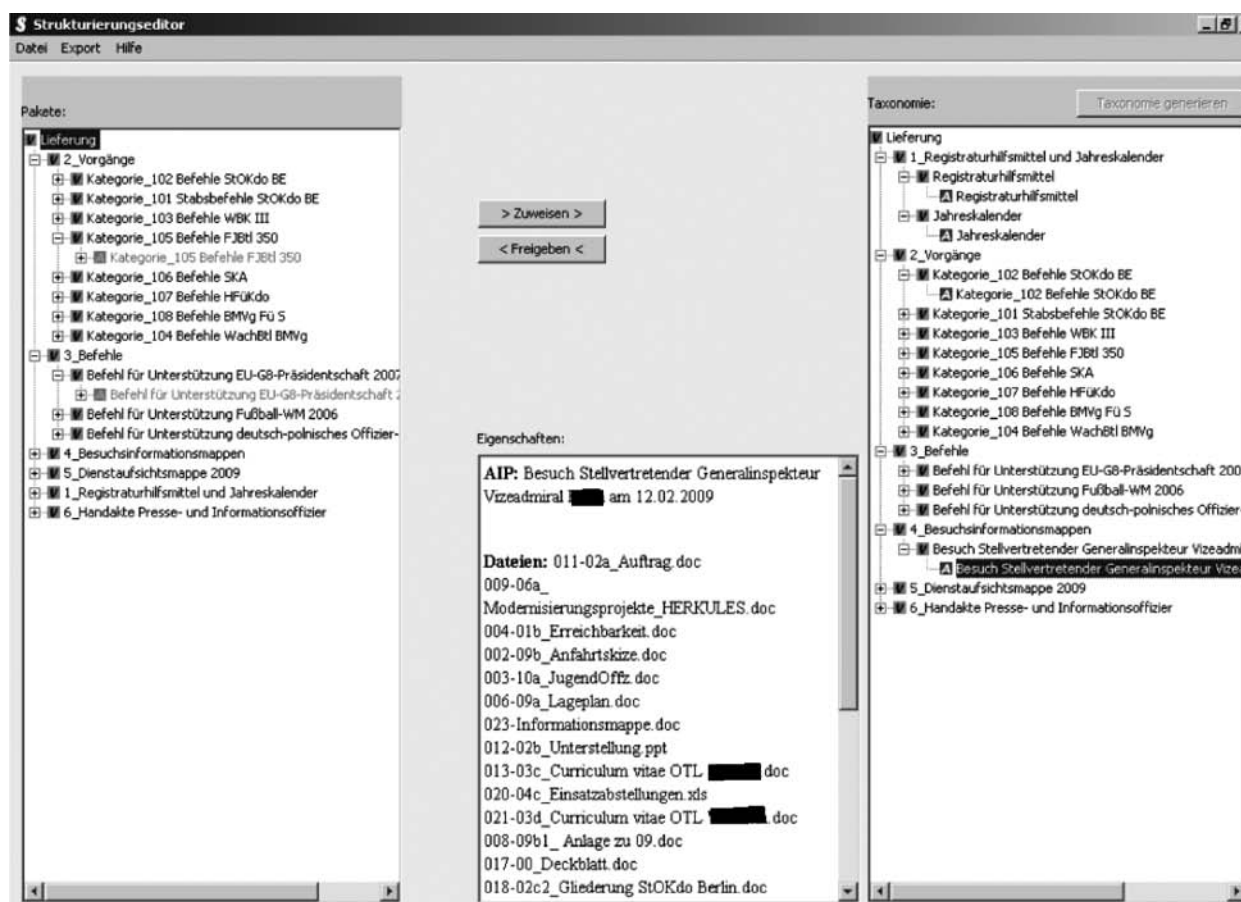 Strukturierungseditor
Datei Export Hilfe
Pakete:
Lieferung
2_Vorgänge
Kategorie_102 Befehle StOKdo BE
Kategorie_101 Stabsbefehle StOKdo BE
Kategorie_103 Befehle WBK III
Kategorie_105 Befehle FJBtl 350
Kategorie_105 Befehle FJBtl 350
Kategorie_106 Befehle SKA
Kategorie_107 Befehle HFüKdo
Kategorie_108 Befehle BMVg Fü S
Kategorie_104 Befehle WachBtl BMVg
3_Befehle
Befehl für Unterstützung EU-G8-Präsidentschaft 2007
Befehl für Unterstützung EU-G8-Präsidentschaft 2
Befehl für Unterstützung Fußball-WM 2006
Befehl für Unterstützung deutsch-polnisches Offizier-
4_Besuchsinformationsmappen
5_Dienstaufsichtsmappe 2009
1_Registraturhilfsmittel und Jahreskalender
6_Handakte Presse- und Informationsoffizier
> Zuweisen >
< Freigeben <
Eigenschaften:
AIP: Besuch Stellvertretender Generalinspekteur
Vizeadmiral am 12.02.2009
Dateien: 011-02a_Auftrag.doc
009-06a_
Modernisierungsprojekte_HERKULES.doc
004-01b_Erreichbarkeit.doc
002-09b_Anfahrtskize.doc
003-10a_JugendOffz.doc
006-09a_Lageplan.doc
023-Informationsmappe.doc
012-02b_Unterstellung.ppt
013-03c_Curriculum vitae OTL doc
020-04c_Einsatzabstellungen.xls
021-03d_Curriculum vitae OTL .doc
008-09b1_ Anlage zu 09.doc
017-00_Deckblatt.doc
018-02c2_Gliederung StOKdo Berlin.doc
Taxonomie:
Taxonomie generieren
Lieferung
1_Registraturhilfsmittel und Jahreskalender
Registraturhilfsmittel
Registraturhilfsmittel
Jahreskalender
Jahreskalender
2_Vorgänge
Kategorie_102 Befehle StOKdo BE
Kategorie_102 Befehle StOKdo BE
Kategorie_101 Stabsbefehle StOKdo BE
Kategorie_103 Befehle WBK III
Kategorie_105 Befehle FJBtl 350
Kategorie_106 Befehle SKA
Kategorie_107 Befehle HFüKdo
Kategorie_108 Befehle BMVg Fü S
Kategorie_104 Befehle WachBtl BMVg
3_Befehle
Befehl für Unterstützung EU-G8-Präsidentschaft 200
Befehl für Unterstützung Fußball-WM 2006
Befehl für Unterstützung deutsch-polnisches Offizier-
4_Besuchsinformationsmappen
Besuch Stellvertretender Generalinspekteur Vizeadmi
Besuch Stellvertretender Generalinspekteur Vizea
5_Dienstaufsichtsmappe 2009
6_Handakte Presse- und Informationsoffizier